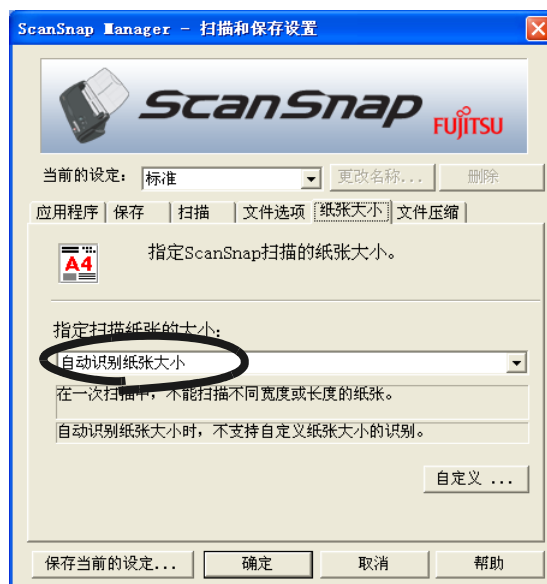 ScanSnap Manager - 扫描和保存设置
ScanSnap
FUJITSU
当前的设定: 标准 更改名称... 删除
应用程序 保存 扫描 文件选项 纸张大小 文件压缩
A4
指定ScanSnap扫描的纸张大小。
指定扫描纸张的大小:
自动识别纸张大小
在一次扫描中，不能扫描不同宽度或长度的纸张。
自动识别纸张大小时，不支持自定义纸张大小的识别。
自定义 ...
保存当前的设定... 确定 取消 帮助